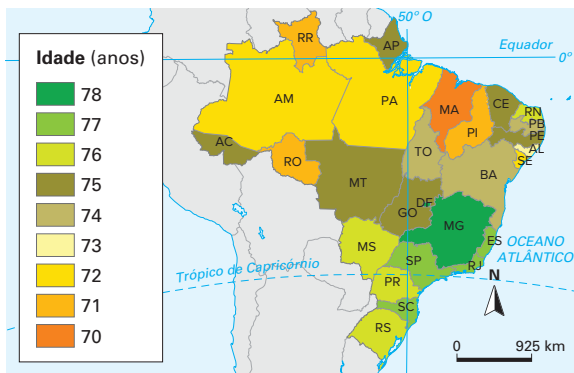 Idade (anos)
78
77
76
75
74
73
72
71
70
50° O
Equador
0°
RR
AP
AM
PA
MA
CE
RN
PB
PE
AL
SE
PI
AC
RO
TO
BA
MT
DF
GO
MG
ES
MS
SP
RJ
PR
SC
RS
OCEANO
ATLÂNTICO
Trópico de Capricórnio
N
0 925 km